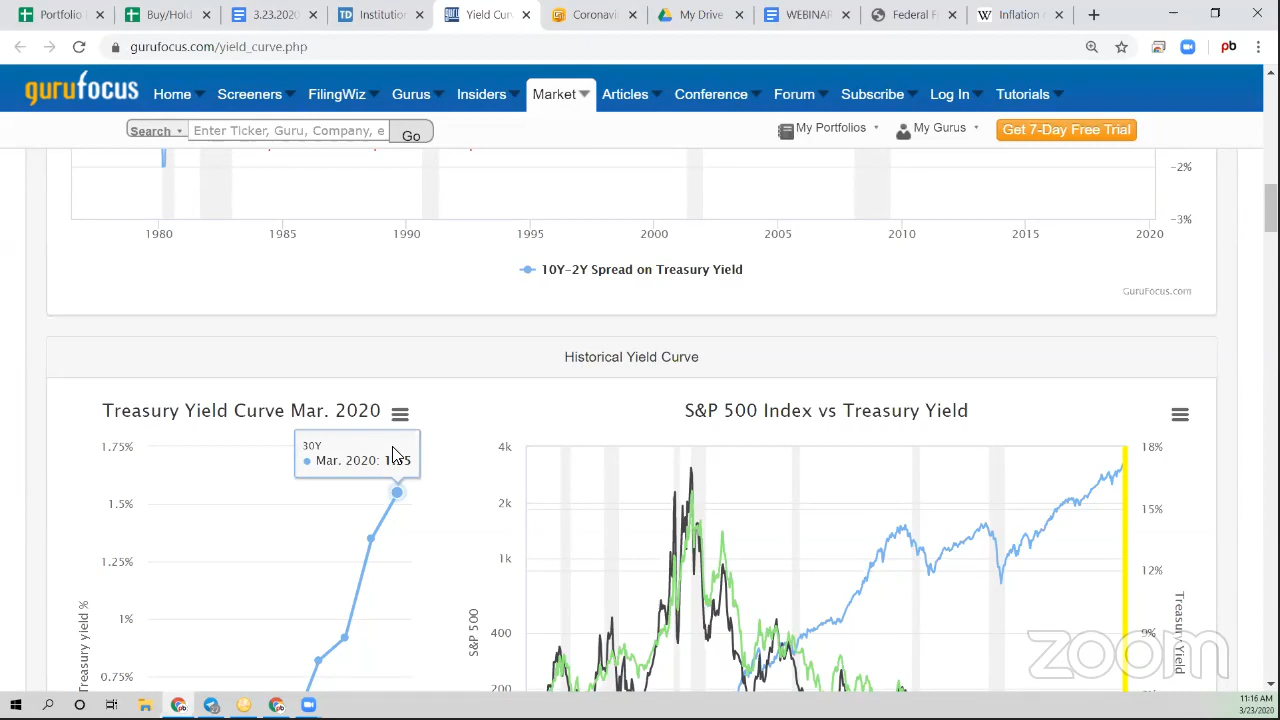 Portfolio
Buy/Hol
3.23.2020
Institution
Yield Curv
Coronavi
My Drive
WEBINA
Federal
Inflation
gurufocus.com/yield_curve.php
gurufocus
Home
Screeners
FilingWiz
Gurus
Insiders
Market
Articles
Conference
Forum
Subscribe
Log In
Tutorials
Search
Enter Ticker, Guru, Company, e
Go
My Portfolios
My Gurus
Get 7-Day Free Trial
-2%
-3%
1980
1985
1990
1995
2000
2005
2010
2015
2020
10Y-2Y Spread on Treasury Yield
GuruFocus.com
Historical Yield Curve
Treasury Yield Curve Mar. 2020
S&P 500 Index vs Treasury Yield
30Y
Mar. 2020:
1.75%
1.5%
1.25%
1%
0.75%
Treasury yield %
4k
2k
1k
400
200
S&P 500
18%
15%
12%
9%
Treasury Yield
zoom
11:16 AM
3/23/2020